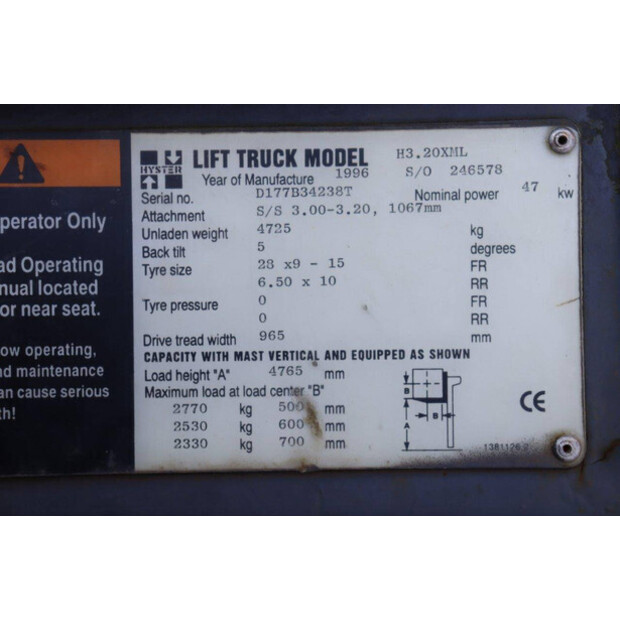 HYSTER
LIFT TRUCK MODEL H3.20XML
Year of Manufacture 1996 S/O 246578
Serial no. D177B34238T Nominal power 47 kw
Attachment S/S 3.00-3.20, 1067mm
Unladen weight 4725 kg
Back tilt 5 degrees
Tyre size 28 x9 - 15 FR
6.50 x 10 RR
Tyre pressure 0 FR
0 RR
Drive tread width 965 mm
CAPACITY WITH MAST VERTICAL AND EQUIPPED AS SHOWN
Load height "A" 4765 mm
Maximum load at load center "B"
2770 kg 500 mm
2530 kg 600 mm
2330 kg 700 mm
B
B
A
CE
perator Only
ad Operating
nual located
or near seat.
ow operating,
nd maintenance
an cause serious
th!